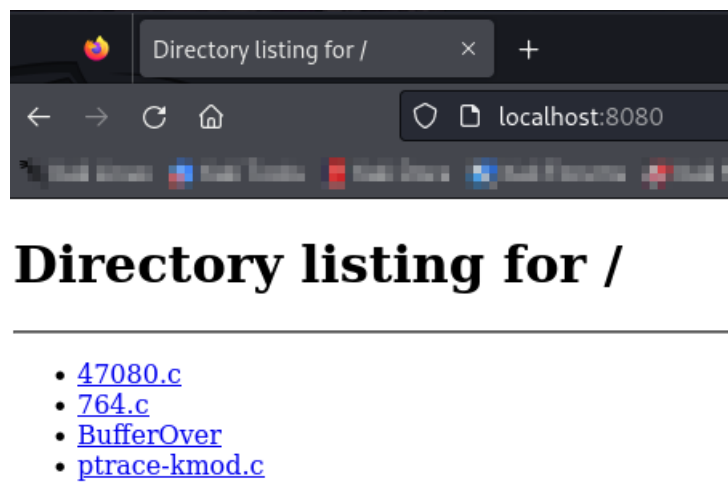 Directory listing for /
localhost:8080
Directory listing for /
47080.c
764.c
BufferOver
ptrace-kmod.c